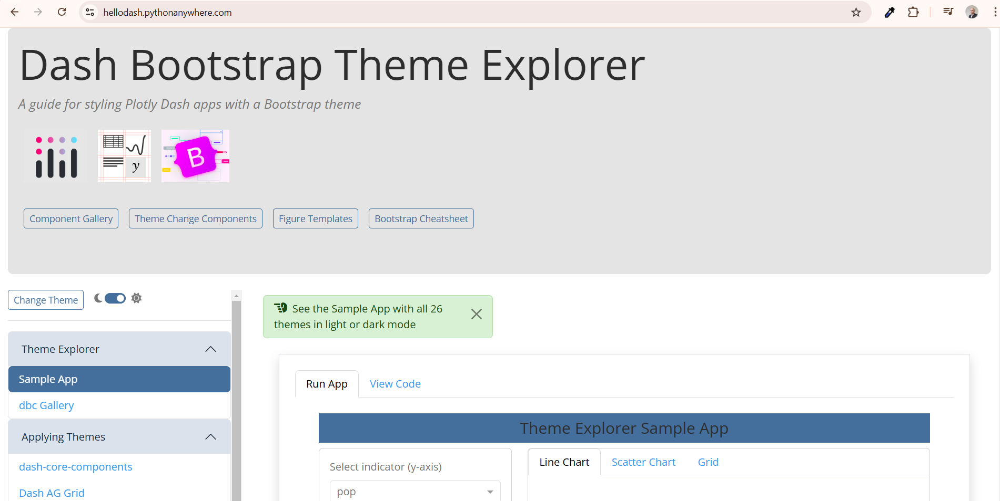 hellodash.pythonanywhere.com
Dash Bootstrap Theme Explorer
A guide for styling Plotly Dash apps with a Bootstrap theme
y
B
Component Gallery
Theme Change Components
Figure Templates
Bootstrap Cheatsheet
Change Theme
See the Sample App with all 26
themes in light or dark mode
Theme Explorer
Sample App
dbc Gallery
Applying Themes
dash-core-components
Dash AG Grid
Run App
View Code
Theme Explorer Sample App
Select indicator (y-axis)
pop
Line Chart
Scatter Chart
Grid